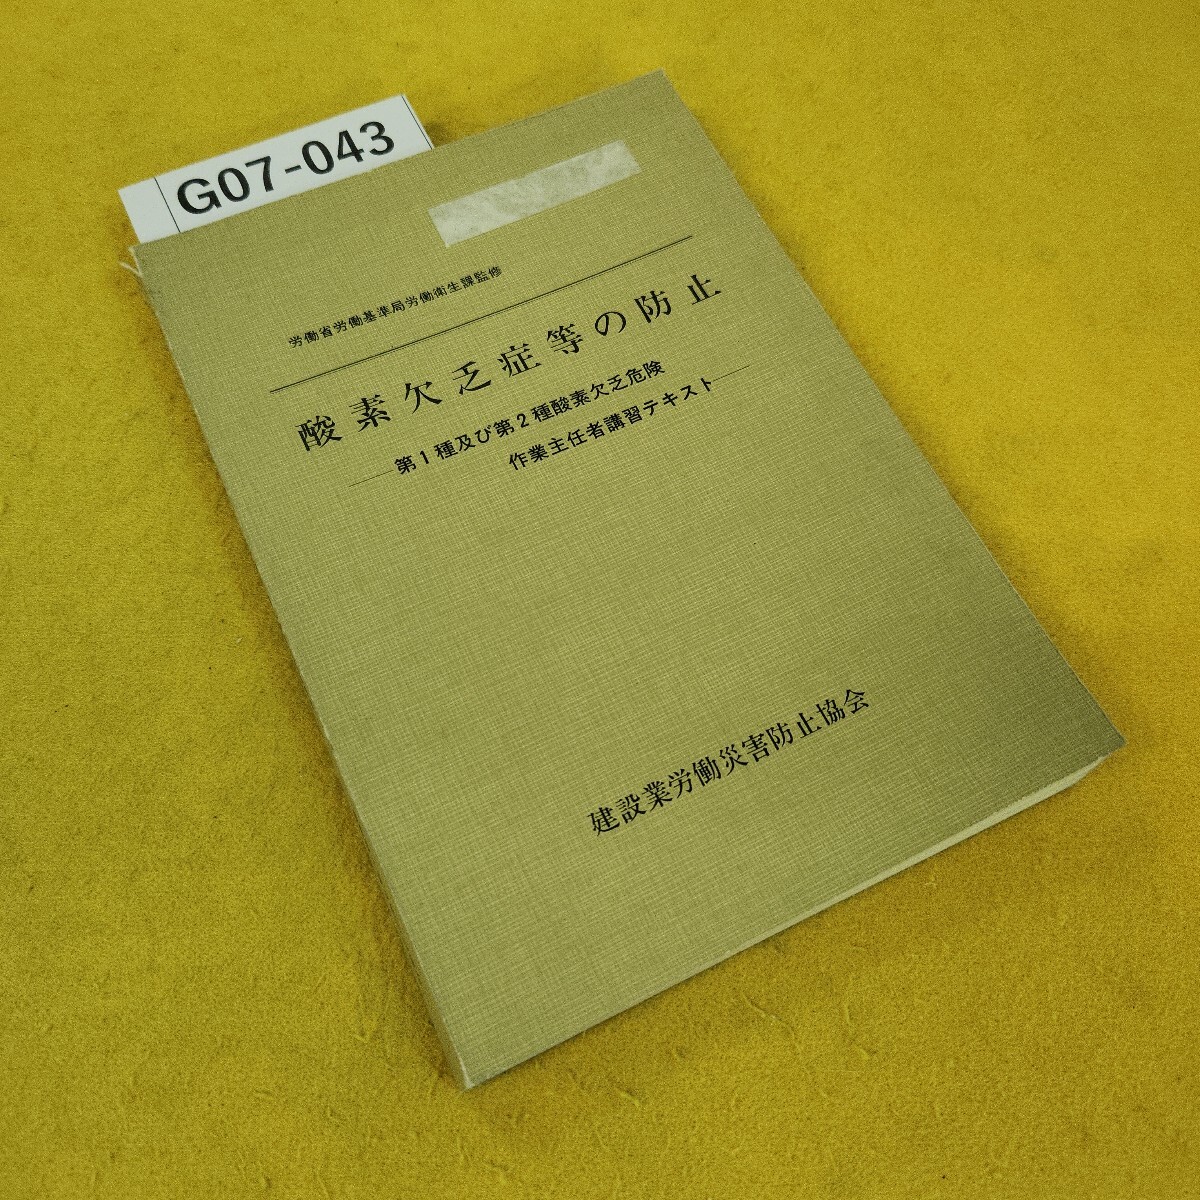 G07-043
労働省労働基準局労働衛生課監修
酸素欠乏症等の防止
―第1種及び第2種酸素欠乏危険
作業主任者講習テキスト―
建設業労働災害防止協会